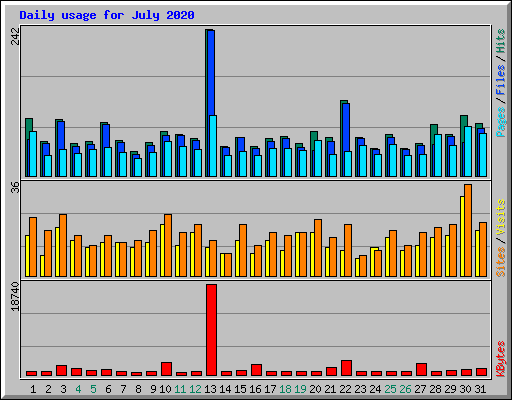 Daily usage for July 2020
242
Pages / Files / Hits
36
Sites / Visits
18740
KBytes
1 2 3 4 5 6 7 8 9 10 11 12 13 14 15 16 17 18 19 20 21 22 23 24 25 26 27 28 29 30 31